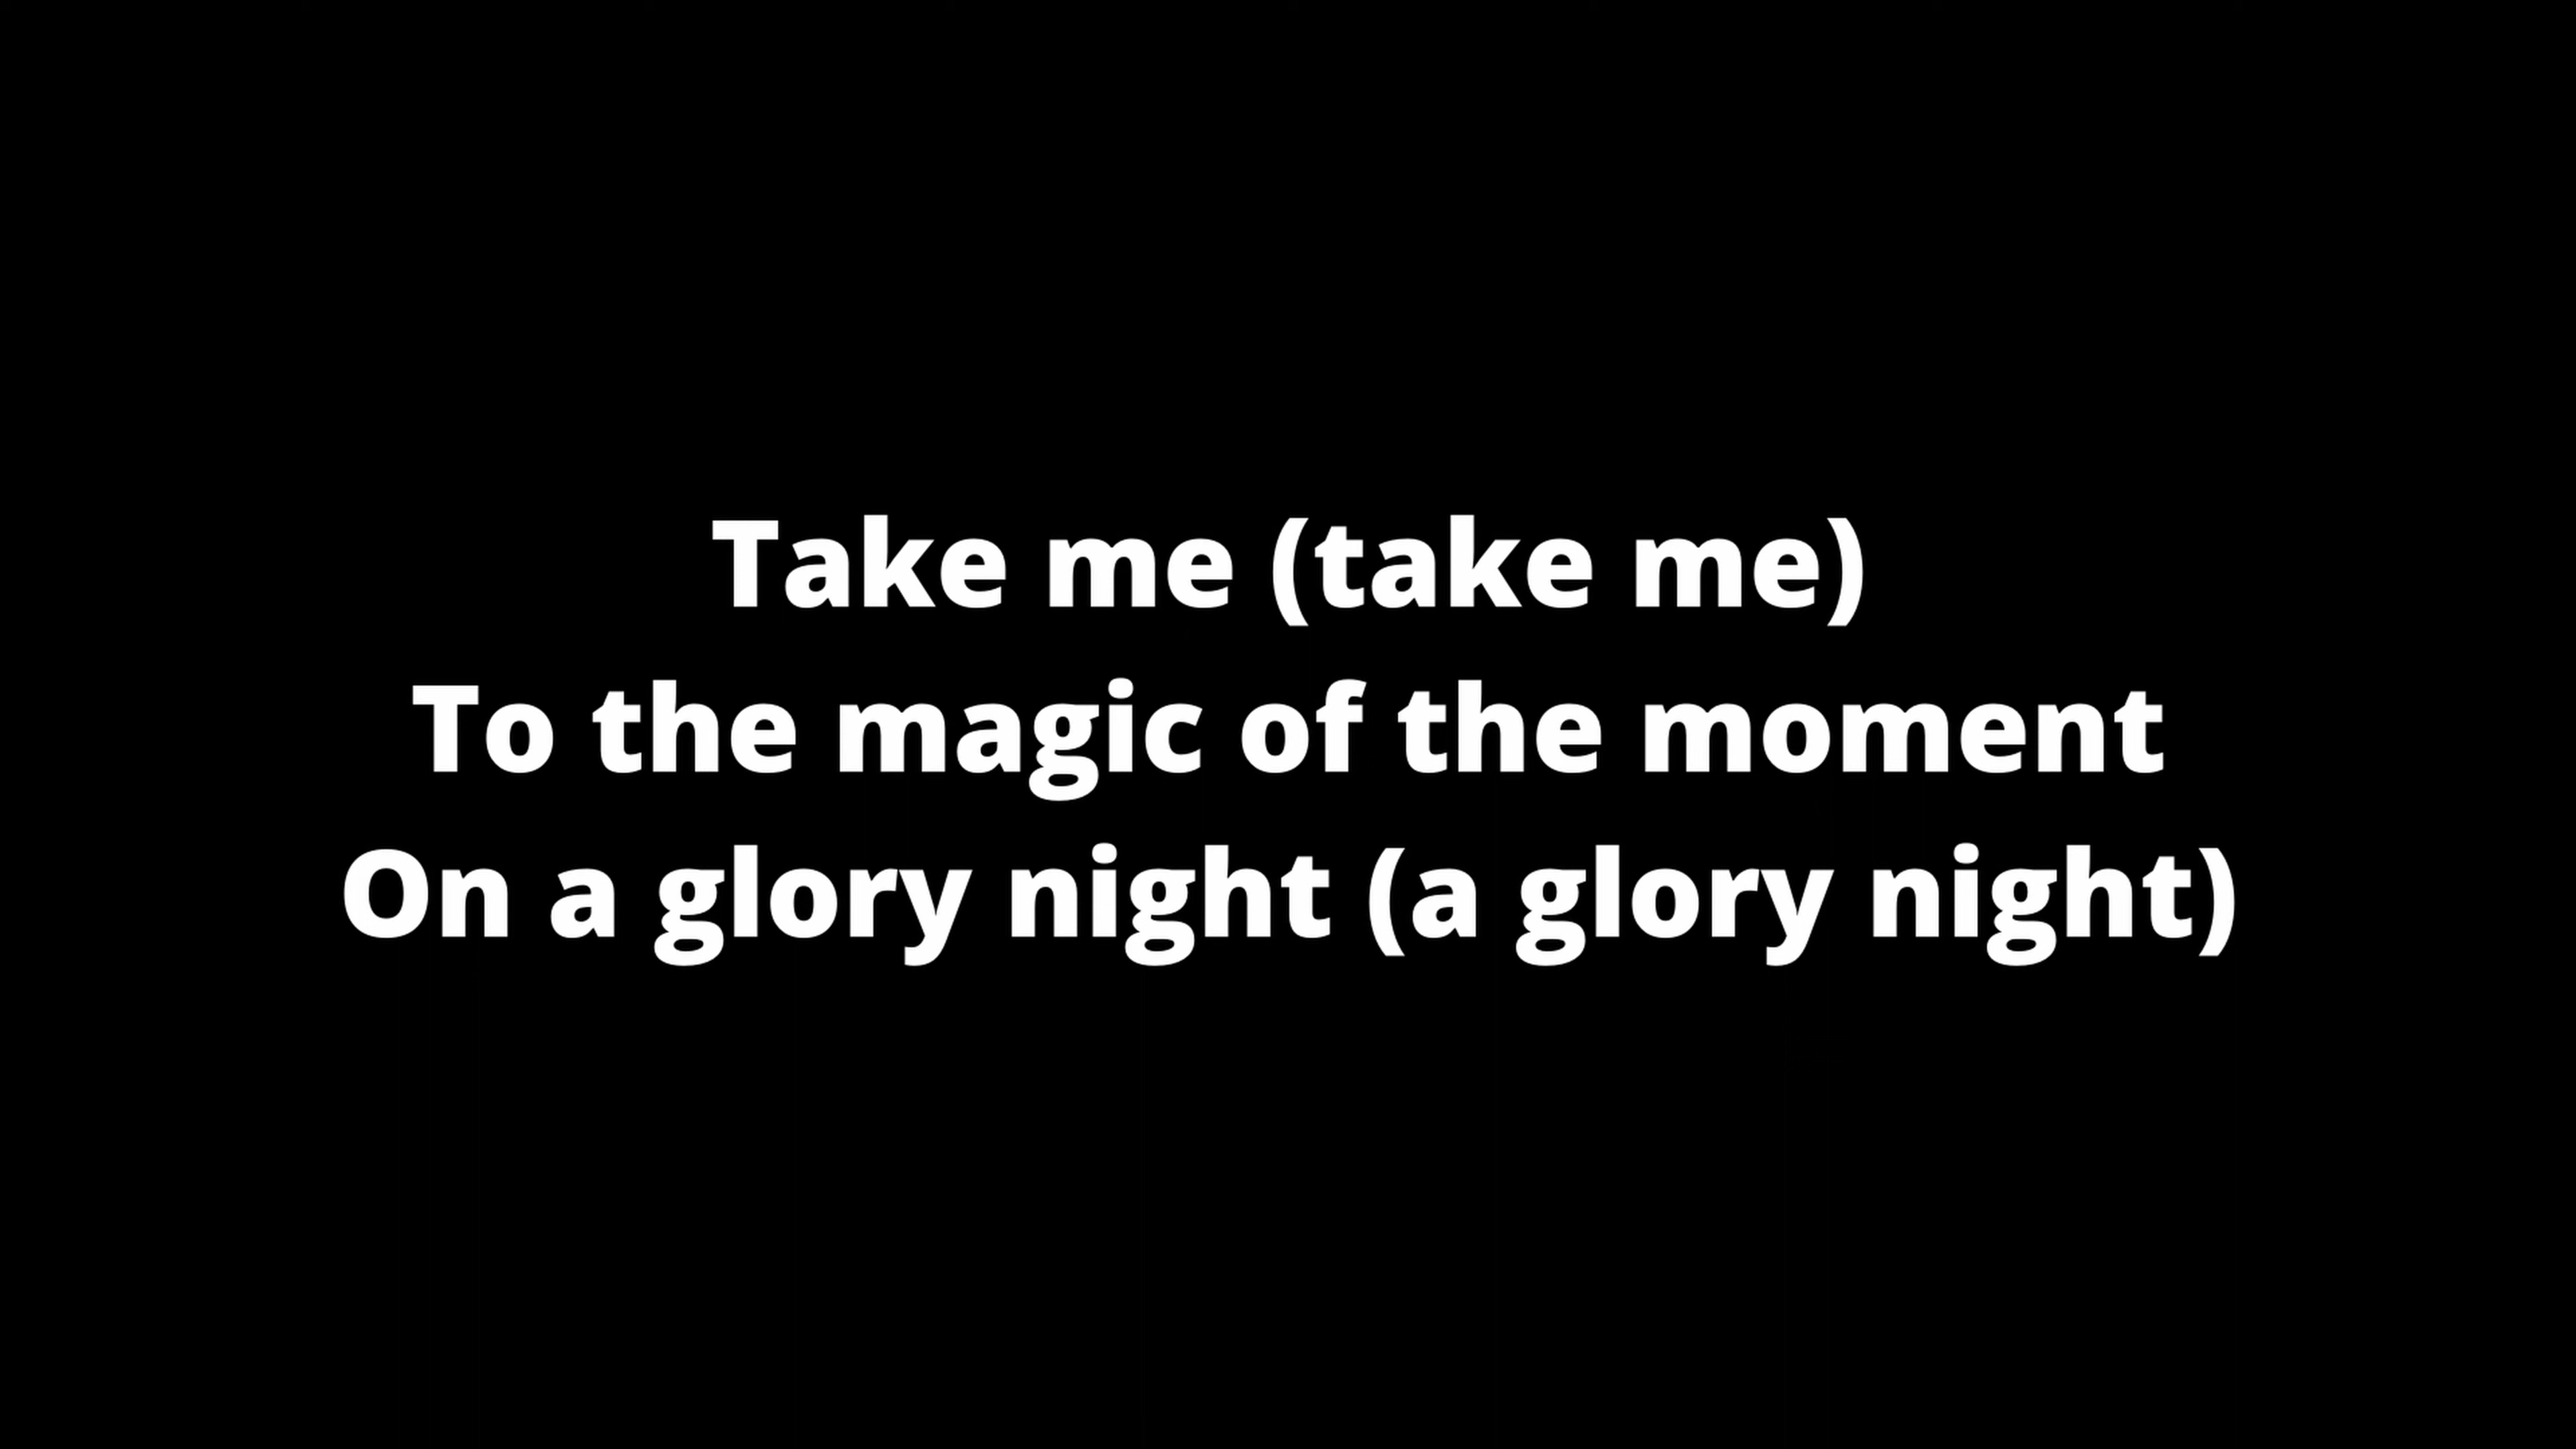 Take me (take me)
To the magic of the moment
On a glory night (a glory night)